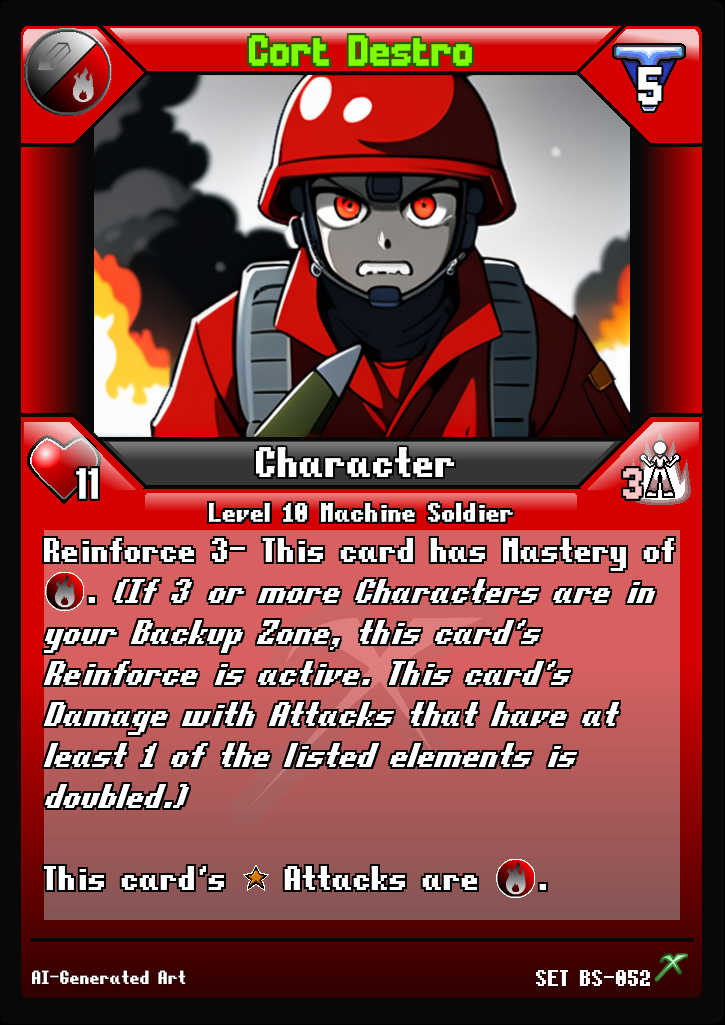 Cort Destro
5
Character
11
3
Level 10 Machine Soldier
Reinforce 3- This card has Mastery of
. (If 3 or more Characters are in
your Backup Zone, this card's
Reinforce is active. This card's
Damage with Attacks that have at
least 1 of the listed elements is
doubled.)
This card's Attacks are .
AI-Generated Art
SET BS-052